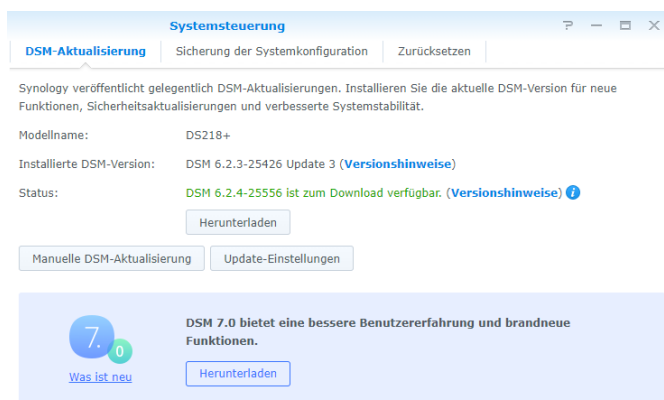 Systemsteuerung
DSM-Aktualisierung
Sicherung der Systemkonfiguration
Zurücksetzen
Synology veröffentlicht gelegentlich DSM-Aktualisierungen. Installieren Sie die aktuelle DSM-Version für neue
Funktionen, Sicherheitsaktualisierungen und verbesserte Systemstabilität.
Modellname: DS218+
Installierte DSM-Version: DSM 6.2.3-25426 Update 3 (Versionshinweise)
Status: DSM 6.2.4-25556 ist zum Download verfügbar. (Versionshinweise) i
Herunterladen
Manuelle DSM-Aktualisierung
Update-Einstellungen
7.0
Was ist neu
DSM 7.0 bietet eine bessere Benutzererfahrung und brandneue
Funktionen.
Herunterladen